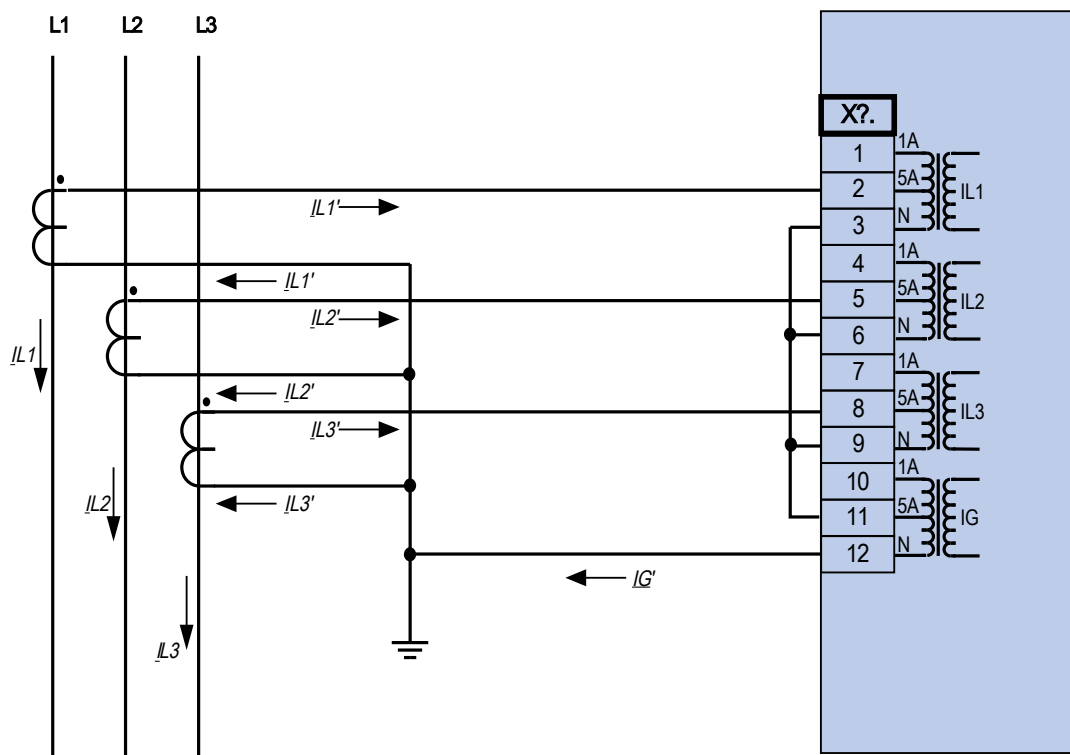 L1 L2 L3
X?.
1 1A
2 5A IL1
3 N
4 1A
5 5A IL2
6 N
7 1A
8 5A IL3
9 N
10 1A
11 5A IG
12 N
IL1'
IL1'
IL2'
IL1
IL2'
IL3'
IL2
IL3'
IG'
IL3